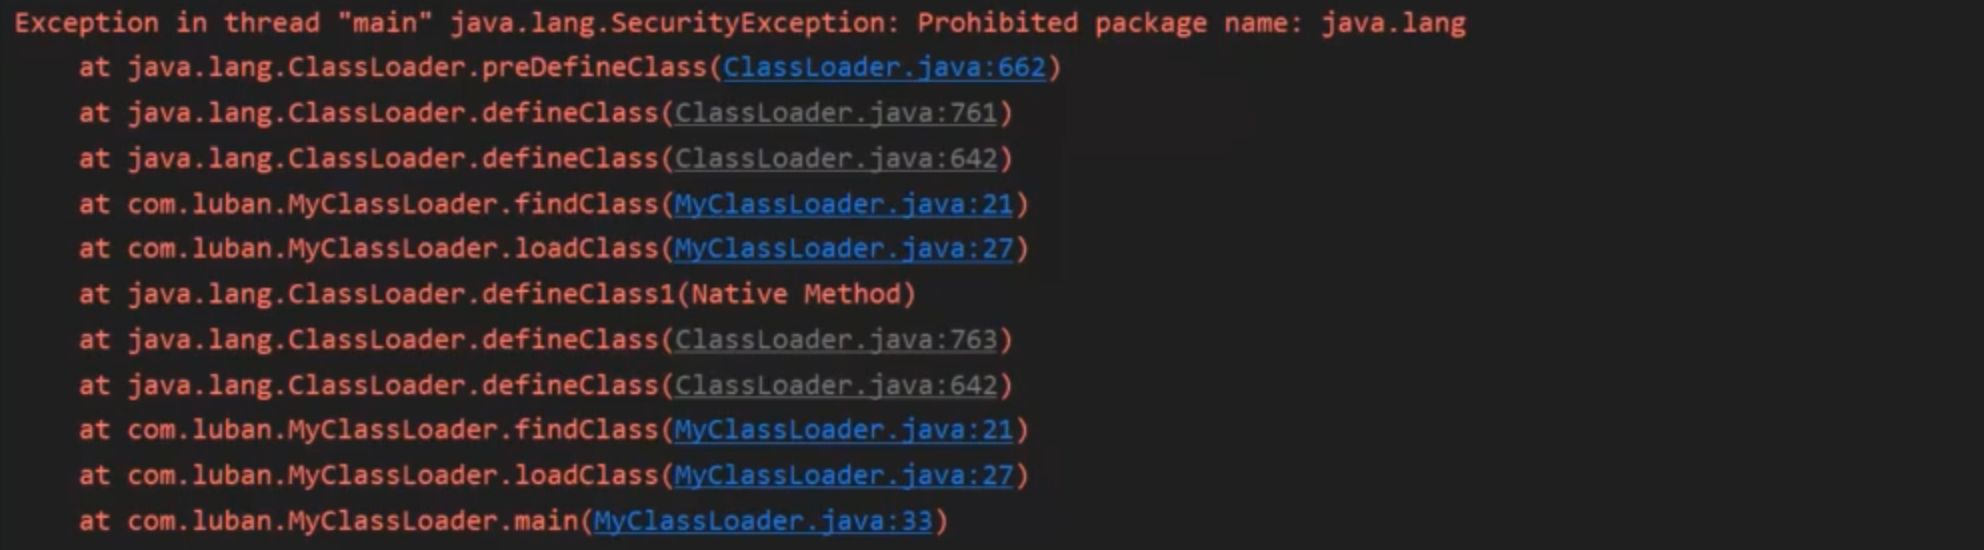 Exception in thread "main" java.lang.SecurityException: Prohibited package name: java.lang
at java.lang.ClassLoader.preDefineClass(ClassLoader.java:662)
at java.lang.ClassLoader.defineClass(ClassLoader.java:761)
at java.lang.ClassLoader.defineClass(ClassLoader.java:642)
at com.luban.MyClassLoader.findClass(MyClassLoader.java:21)
at com.luban.MyClassLoader.loadClass(MyClassLoader.java:27)
at java.lang.ClassLoader.defineClass1(Native Method)
at java.lang.ClassLoader.defineClass(ClassLoader.java:763)
at java.lang.ClassLoader.defineClass(ClassLoader.java:642)
at com.luban.MyClassLoader.findClass(MyClassLoader.java:21)
at com.luban.MyClassLoader.loadClass(MyClassLoader.java:27)
at com.luban.MyClassLoader.main(MyClassLoader.java:33)